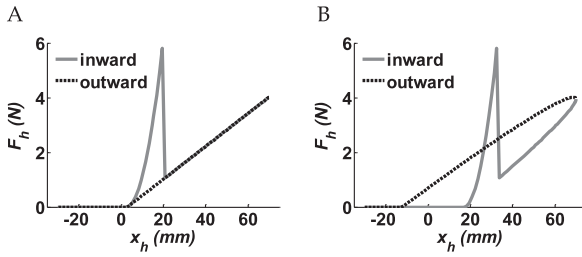 A
6
4
2
0
F_h (N)
inward
outward
-20 0 20 40 60
x_h (mm)
B
6
4
2
0
F_h (N)
inward
outward
-20 0 20 40 60
x_h (mm)